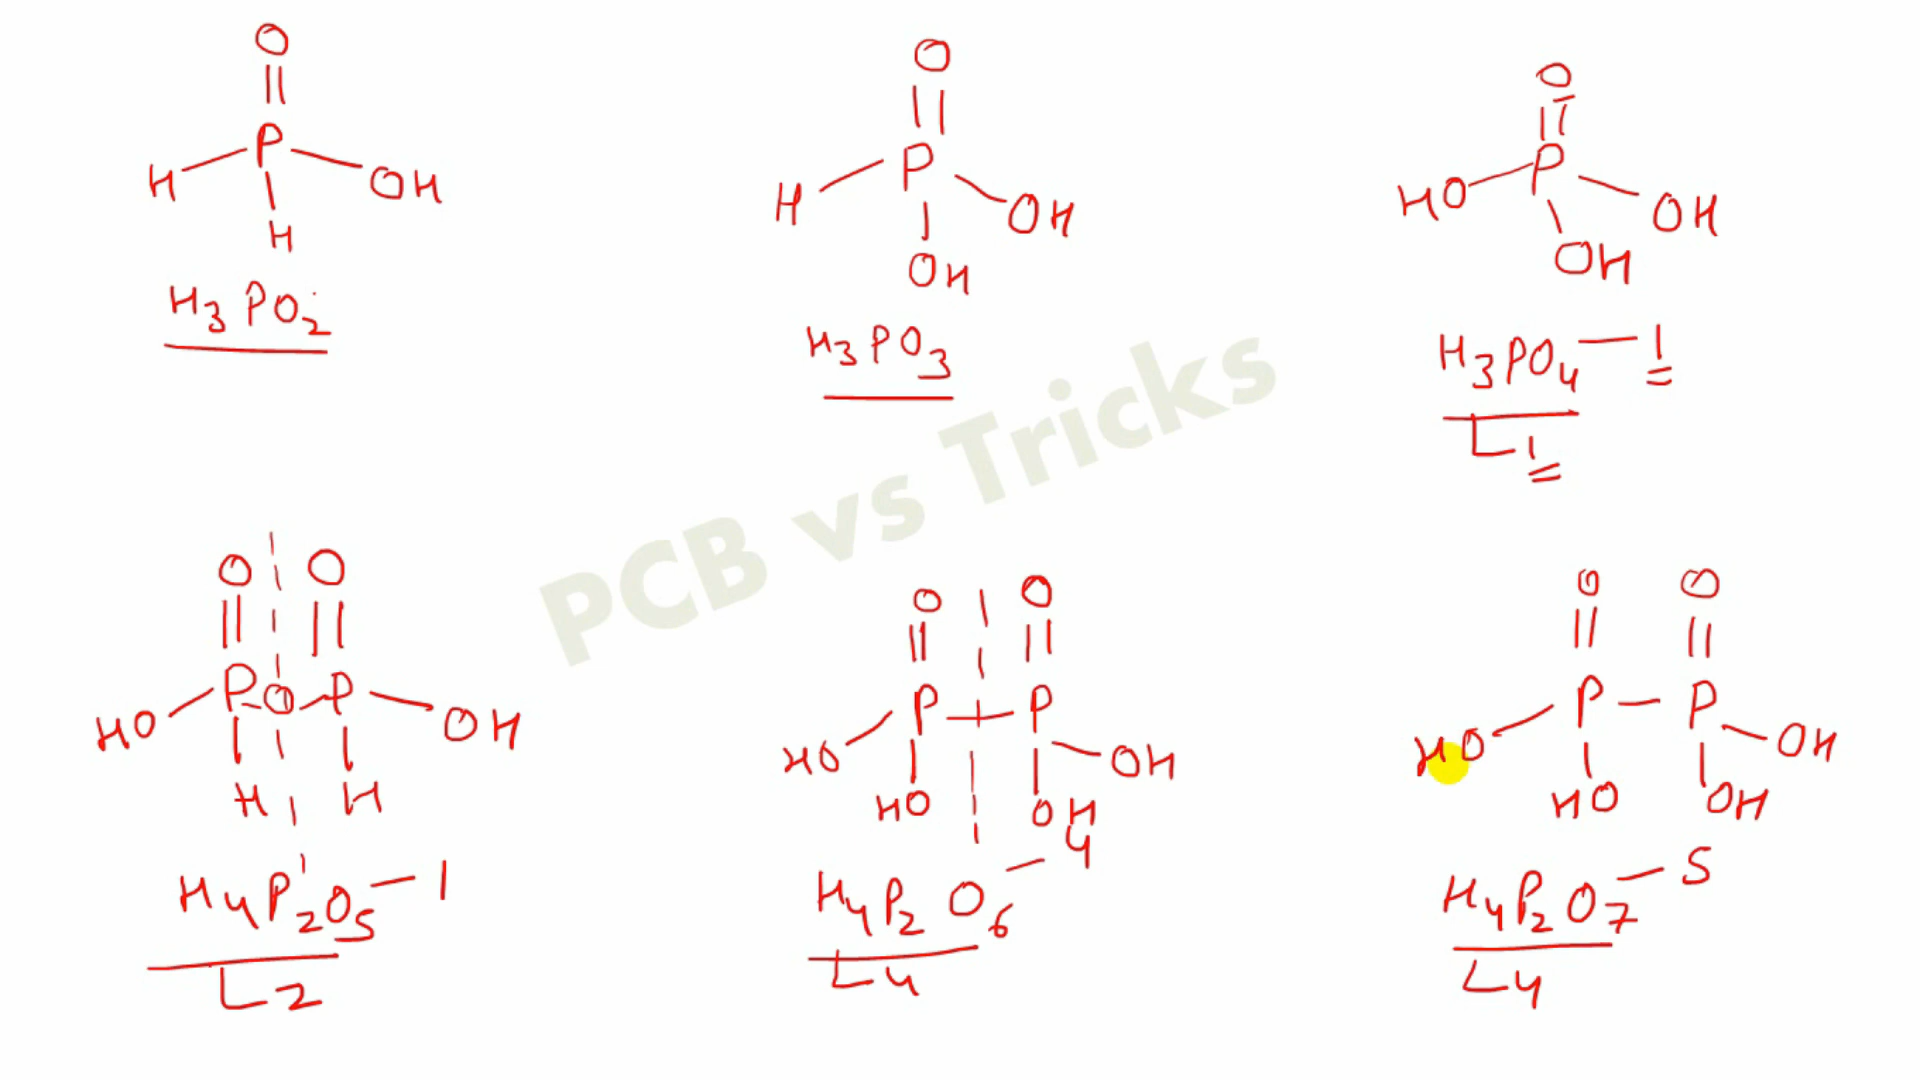 O
P
H OH
H
H3PO2
O
P
H OH
OH
H3PO3
O
P
HO OH
OH
H3PO4 - 1
1
PCB vs Tricks
O O
P O P
HO OH
H H
H4P2O5 - 1
2
O O
P - P
HO OH
HO OH
H4P2O6 - 4
4
O O
P - P
HO OH
HO OH
H4P2O7 - 5
4